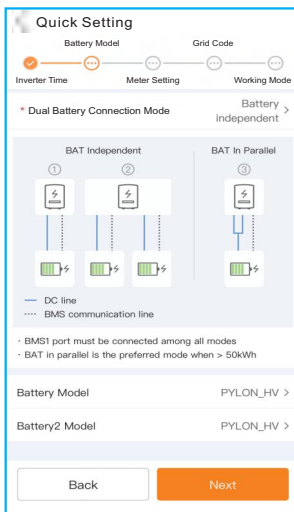 Quick Setting
Battery Model
Grid Code
Inverter Time
Meter Setting
Working Mode
* Dual Battery Connection Mode
Battery
independent >
BAT Independent
BAT In Parallel
① ② ③
— DC line
···· BMS communication line
· BMS1 port must be connected among all modes
· BAT in parallel is the preferred mode when > 50kWh
Battery Model PYLON_HV >
Battery2 Model PYLON_HV >
Back
Next